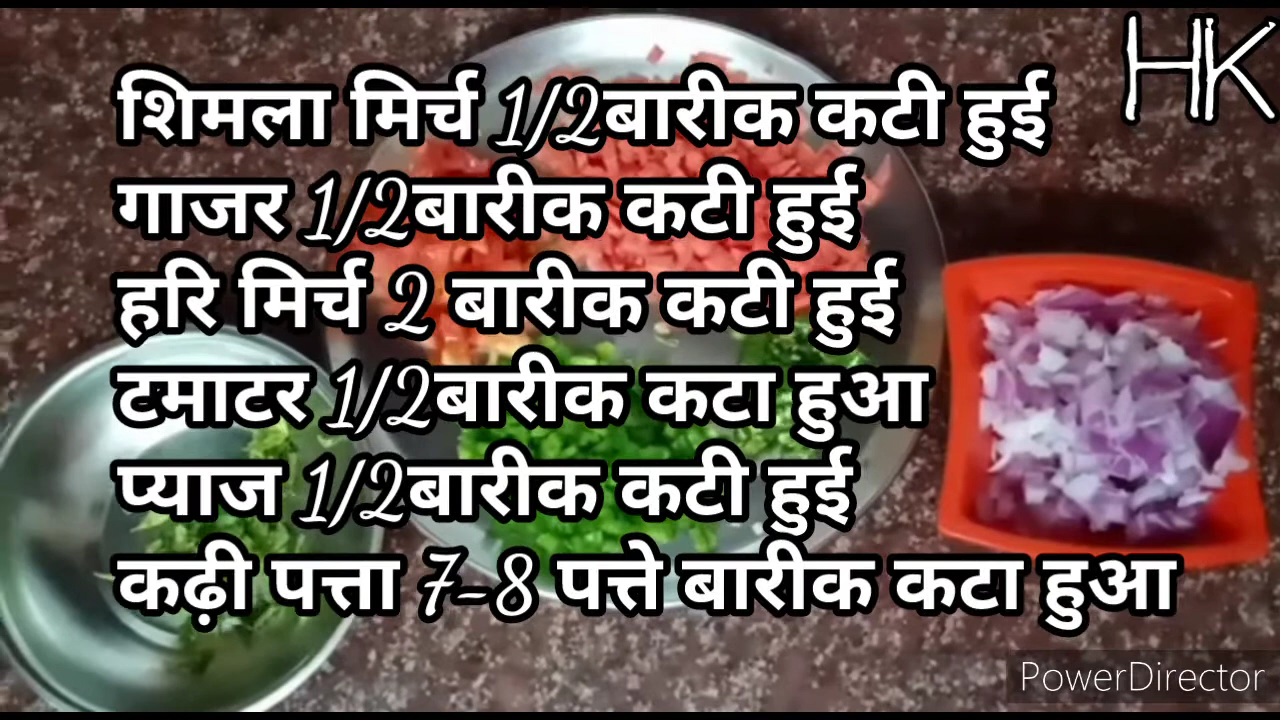 HK
शिमला मिर्च 1/2बारीक कटी हुई
गाजर 1/2बारीक कटी हुई
हरि मिर्च 2 बारीक कटी हुई
टमाटर 1/2बारीक कटा हुआ
प्याज 1/2बारीक कटी हुई
कढ़ी पत्ता 7-8 पत्ते बारीक कटा हुआ
PowerDirector